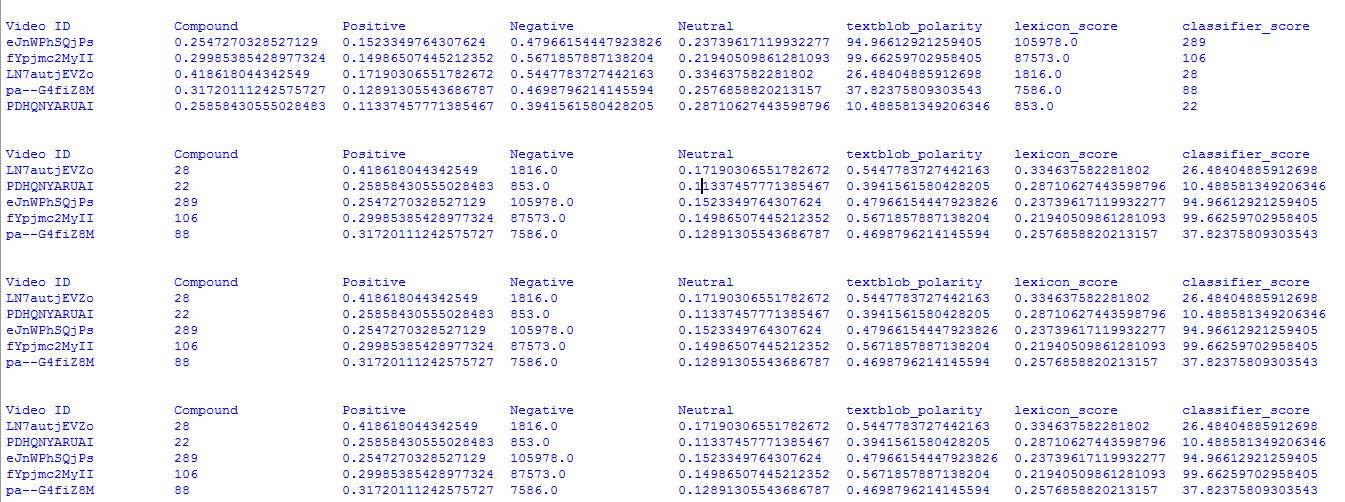 Video ID Compound Positive Negative Neutral textblob_polarity lexicon_score classifier_score
eJnWPhSQjPs 0.2547270328527129 0.1523349764307624 0.47966154447923826 0.23739617119932277 94.96612921259405 105978.0 289
fYpjmc2MyII 0.29985385428977324 0.14986507445212352 0.5671857887138204 0.21940509861281093 99.66259702958405 87573.0 106
LN7autjEVZo 0.418618044342549 0.17190306551782672 0.5447783727442163 0.334637582281802 26.48404885912698 1816.0 28
pa--G4fiZ8M 0.31720111242575727 0.12891305543686787 0.4698796214145594 0.2576858820213157 37.82375809303543 7586.0 88
PDHQNYARUAI 0.25858430555028483 0.11337457771385467 0.3941561580428205 0.28710627443598796 10.488581349206346 853.0 22
Video ID Compound Positive Negative Neutral textblob_polarity lexicon_score classifier_score
LN7autjEVZo 28 0.418618044342549 1816.0 0.17190306551782672 0.5447783727442163 0.334637582281802 26.48404885912698
PDHQNYARUAI 22 0.25858430555028483 853.0 0.11337457771385467 0.3941561580428205 0.28710627443598796 10.488581349206346
eJnWPhSQjPs 289 0.2547270328527129 105978.0 0.1523349764307624 0.47966154447923826 0.23739617119932277 94.96612921259405
fYpjmc2MyII 106 0.29985385428977324 87573.0 0.14986507445212352 0.5671857887138204 0.21940509861281093 99.66259702958405
pa--G4fiZ8M 88 0.31720111242575727 7586.0 0.12891305543686787 0.4698796214145594 0.2576858820213157 37.82375809303543
Video ID Compound Positive Negative Neutral textblob_polarity lexicon_score classifier_score
LN7autjEVZo 28 0.418618044342549 1816.0 0.17190306551782672 0.5447783727442163 0.334637582281802 26.48404885912698
PDHQNYARUAI 22 0.25858430555028483 853.0 0.11337457771385467 0.3941561580428205 0.28710627443598796 10.488581349206346
eJnWPhSQjPs 289 0.2547270328527129 105978.0 0.1523349764307624 0.47966154447923826 0.23739617119932277 94.96612921259405
fYpjmc2MyII 106 0.29985385428977324 87573.0 0.14986507445212352 0.5671857887138204 0.21940509861281093 99.66259702958405
pa--G4fiZ8M 88 0.31720111242575727 7586.0 0.12891305543686787 0.4698796214145594 0.2576858820213157 37.82375809303543
Video ID Compound Positive Negative Neutral textblob_polarity lexicon_score classifier_score
LN7autjEVZo 28 0.418618044342549 1816.0 0.17190306551782672 0.5447783727442163 0.334637582281802 26.48404885912698
PDHQNYARUAI 22 0.25858430555028483 853.0 0.11337457771385467 0.3941561580428205 0.28710627443598796 10.488581349206346
eJnWPhSQjPs 289 0.2547270328527129 105978.0 0.1523349764307624 0.47966154447923826 0.23739617119932277 94.96612921259405
fYpjmc2MyII 106 0.29985385428977324 87573.0 0.14986507445212352 0.5671857887138204 0.21940509861281093 99.66259702958405
pa--G4fiZ8M 88 0.31720111242575727 7586.0 0.12891305543686787 0.4698796214145594 0.2576858820213157 37.82375809303543